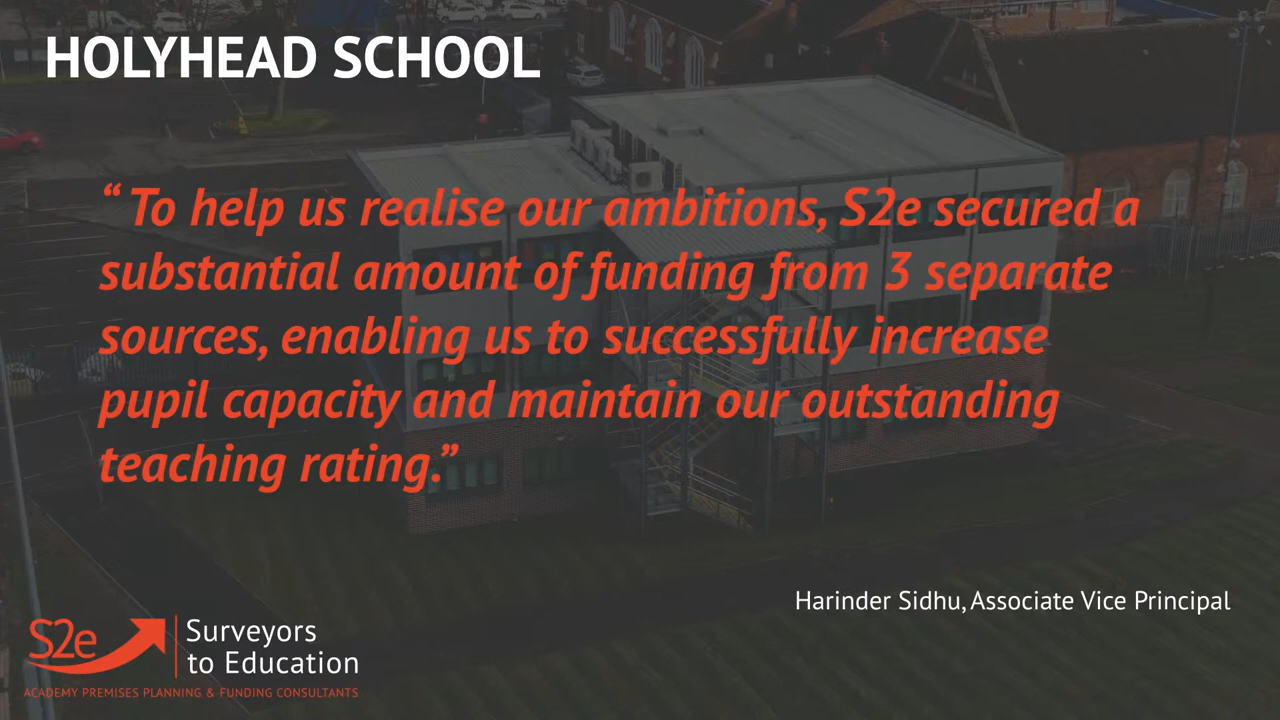 HOLYHEAD SCHOOL
“ To help us realise our ambitions, S2e secured a
substantial amount of funding from 3 separate
sources, enabling us to successfully increase
pupil capacity and maintain our outstanding
teaching rating.”
Harinder Sidhu, Associate Vice Principal
S2e
Surveyors
to Education
ACADEMY PREMISES PLANNING & FUNDING CONSULTANTS